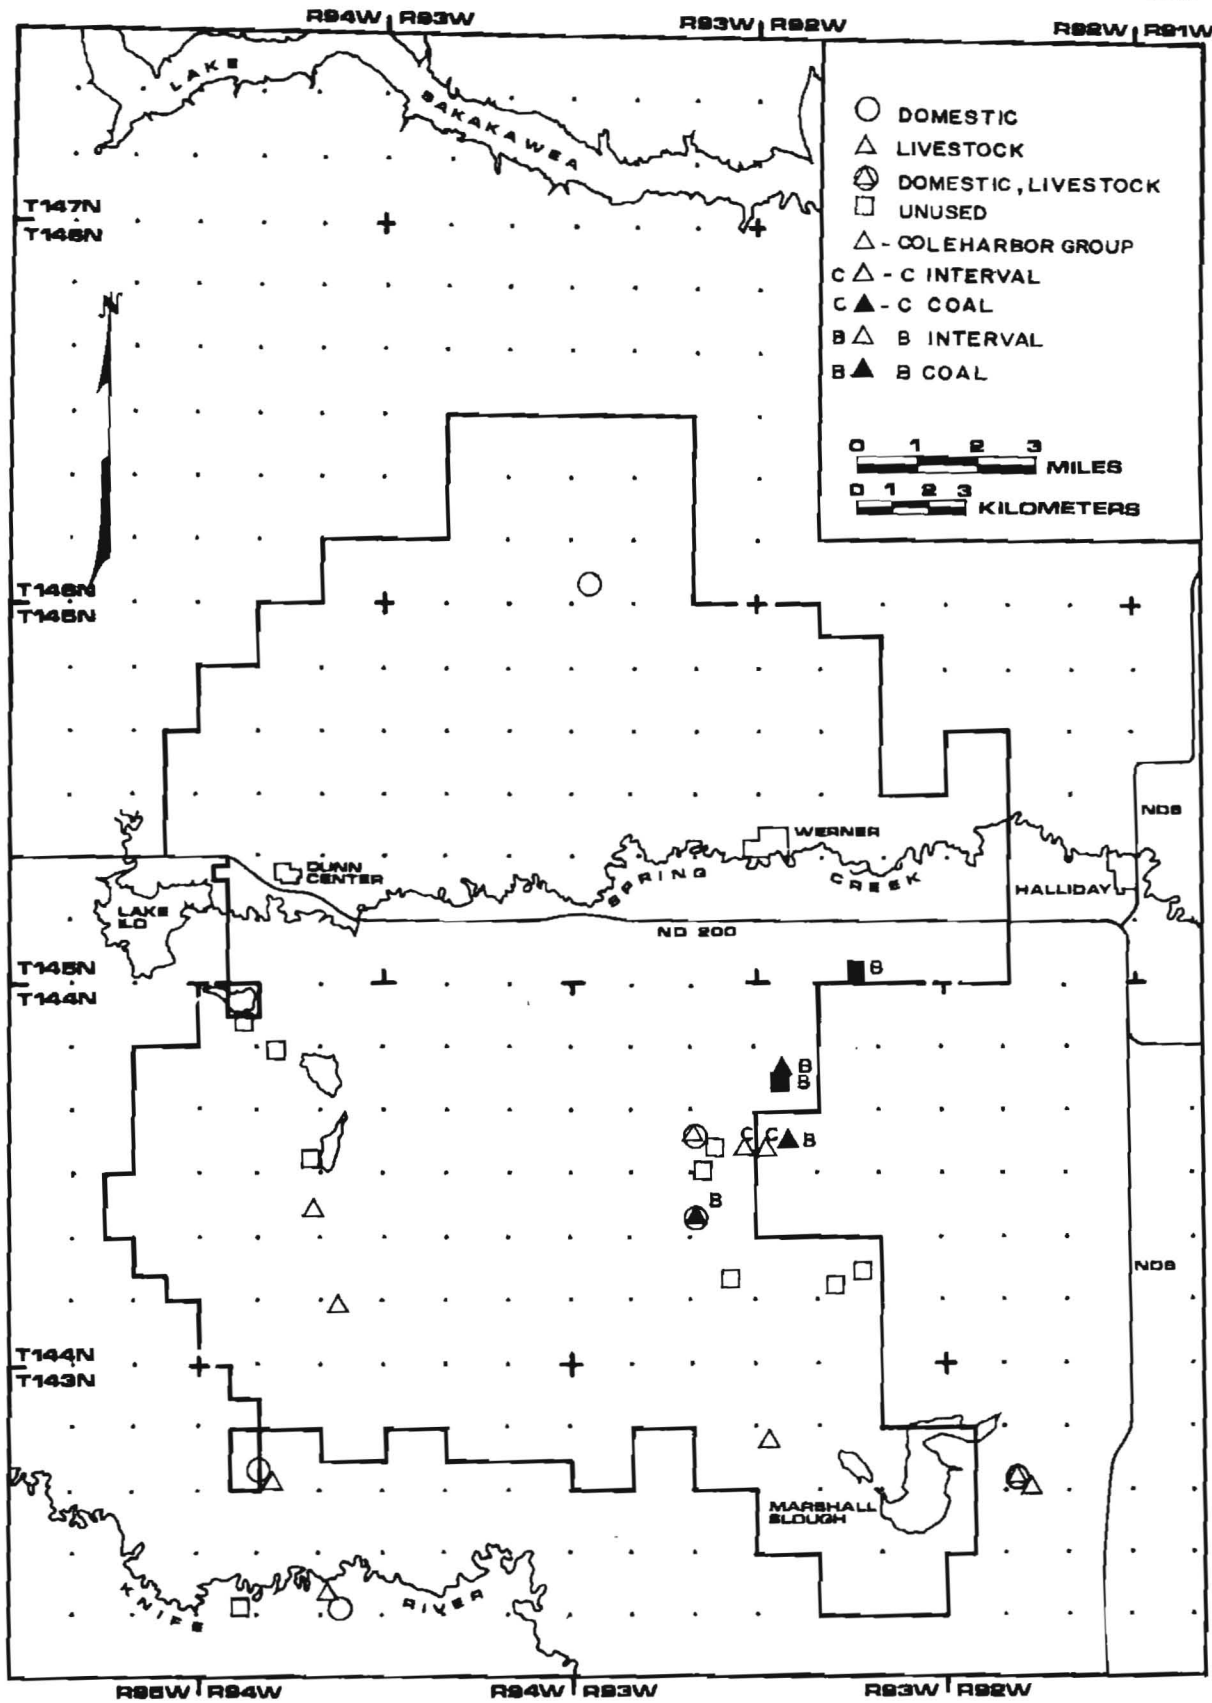 R94W R93W
R93W R92W
R92W R91W
LAKE
SAKAKAWEA
DOMESTIC
LIVESTOCK
DOMESTIC, LIVESTOCK
UNUSED
- COLEHARBOR GROUP
C - C INTERVAL
C - C COAL
B B INTERVAL
B B COAL
T147N
T146N
N
0 1 2 3
MILES
0 1 2 3
KILOMETERS
T146N
T145N
ND8
WERNER
DUNN
CENTER
SPRING CREEK
HALLIDAY
LAKE
ILO
ND 200
T145N
T144N
B
B
B
C C B
B
ND8
T144N
T143N
MARSHALL
SLOUGH
KNIFE RIVER
R95W R94W
R94W R93W
R93W R92W